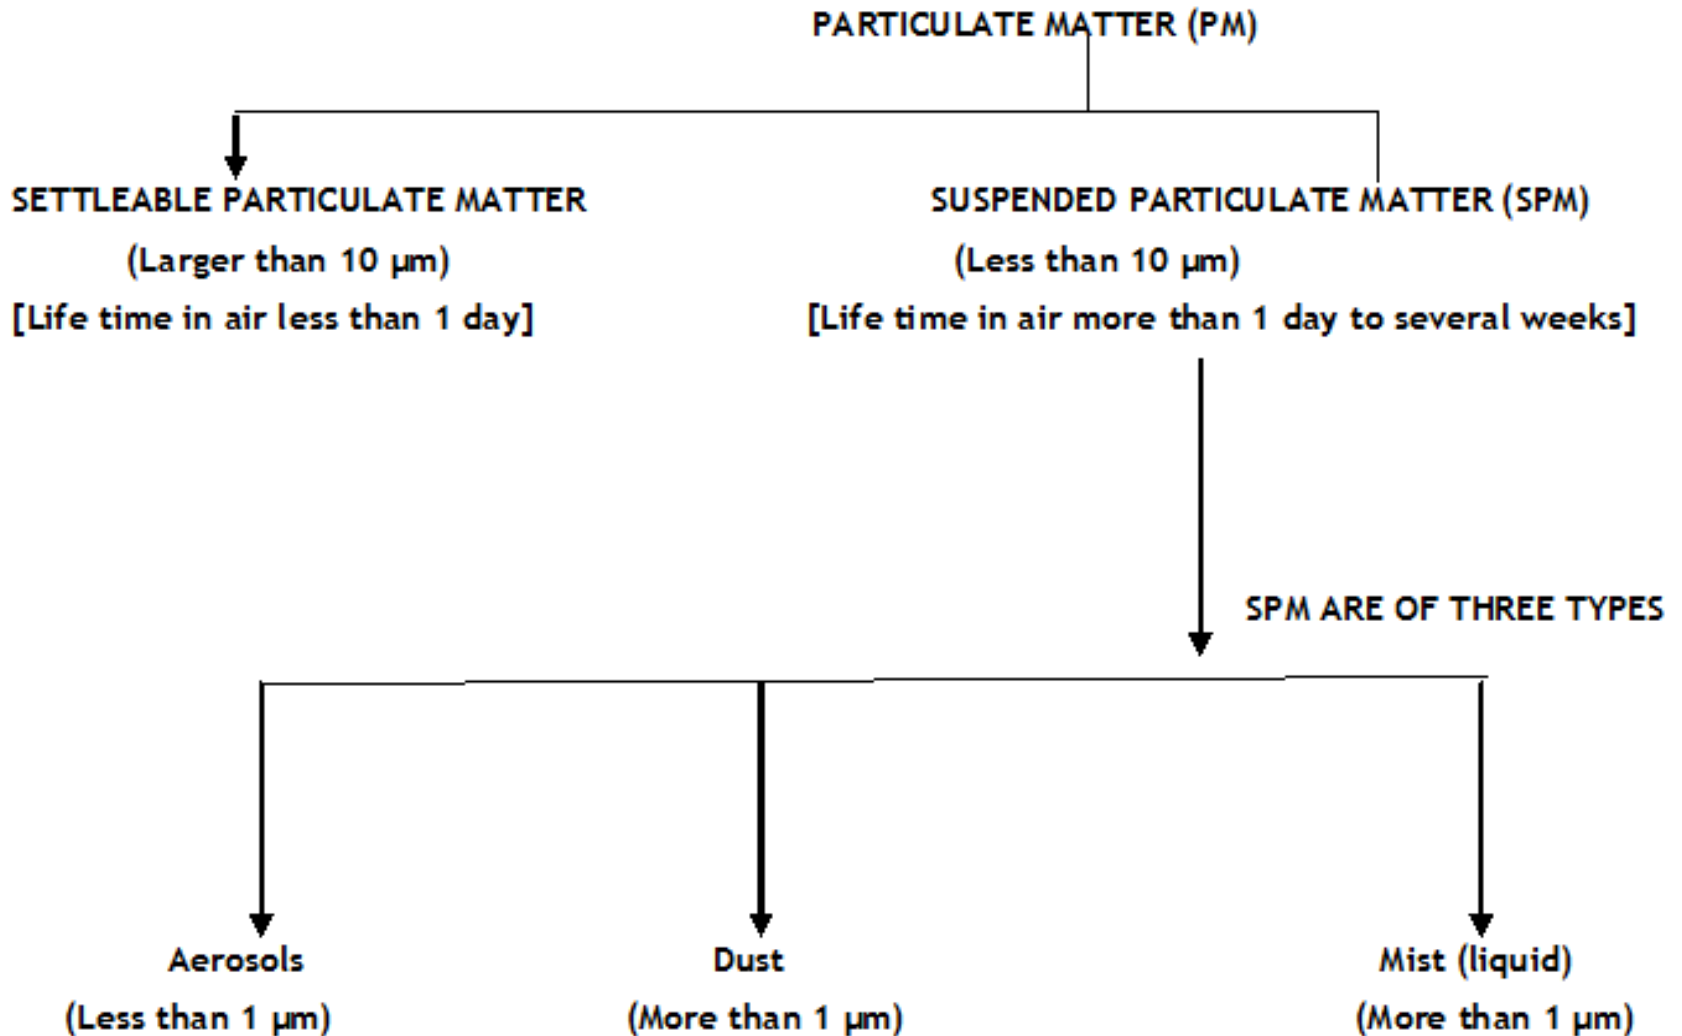 PARTICULATE MATTER (PM)
SETTLEABLE PARTICULATE MATTER
(Larger than 10 µm)
[Life time in air less than 1 day]
SUSPENDED PARTICULATE MATTER (SPM)
(Less than 10 µm)
[Life time in air more than 1 day to several weeks]
SPM ARE OF THREE TYPES
Aerosols
(Less than 1 µm)
Dust
(More than 1 µm)
Mist (liquid)
(More than 1 µm)